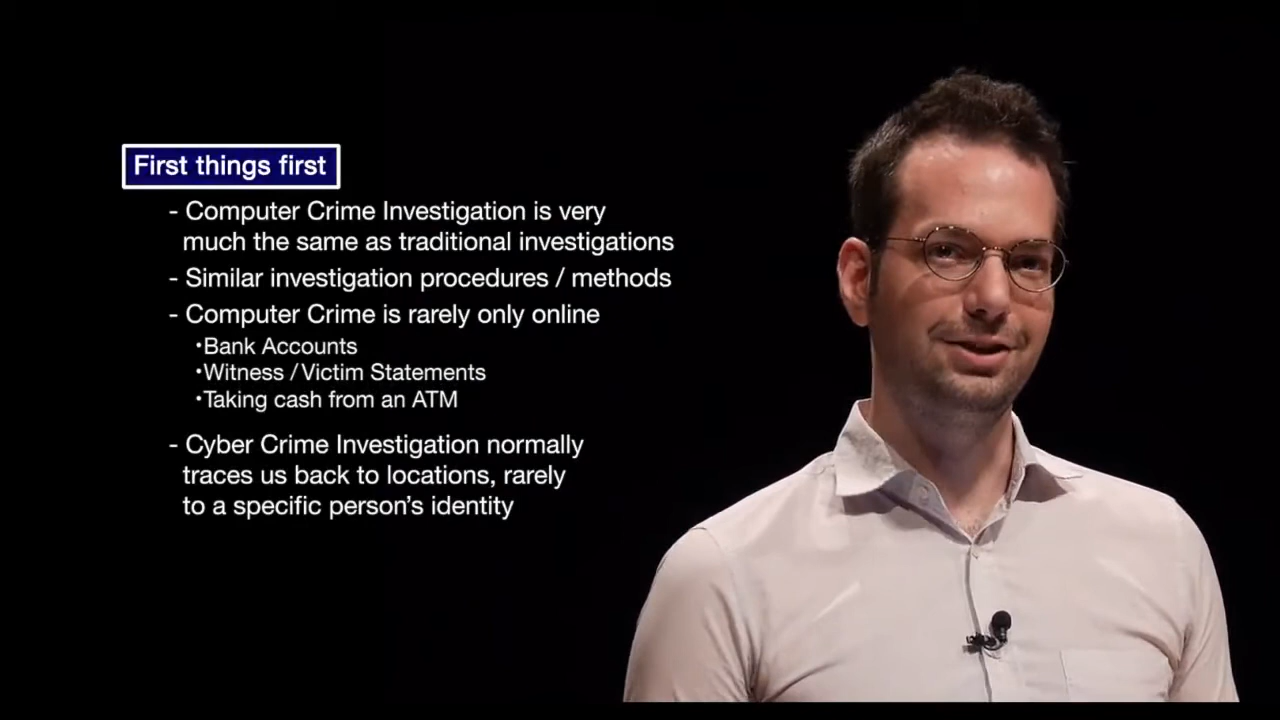 First things first
- Computer Crime Investigation is very
much the same as traditional investigations
- Similar investigation procedures / methods
- Computer Crime is rarely only online
•Bank Accounts
•Witness / Victim Statements
•Taking cash from an ATM
- Cyber Crime Investigation normally
traces us back to locations, rarely
to a specific person's identity